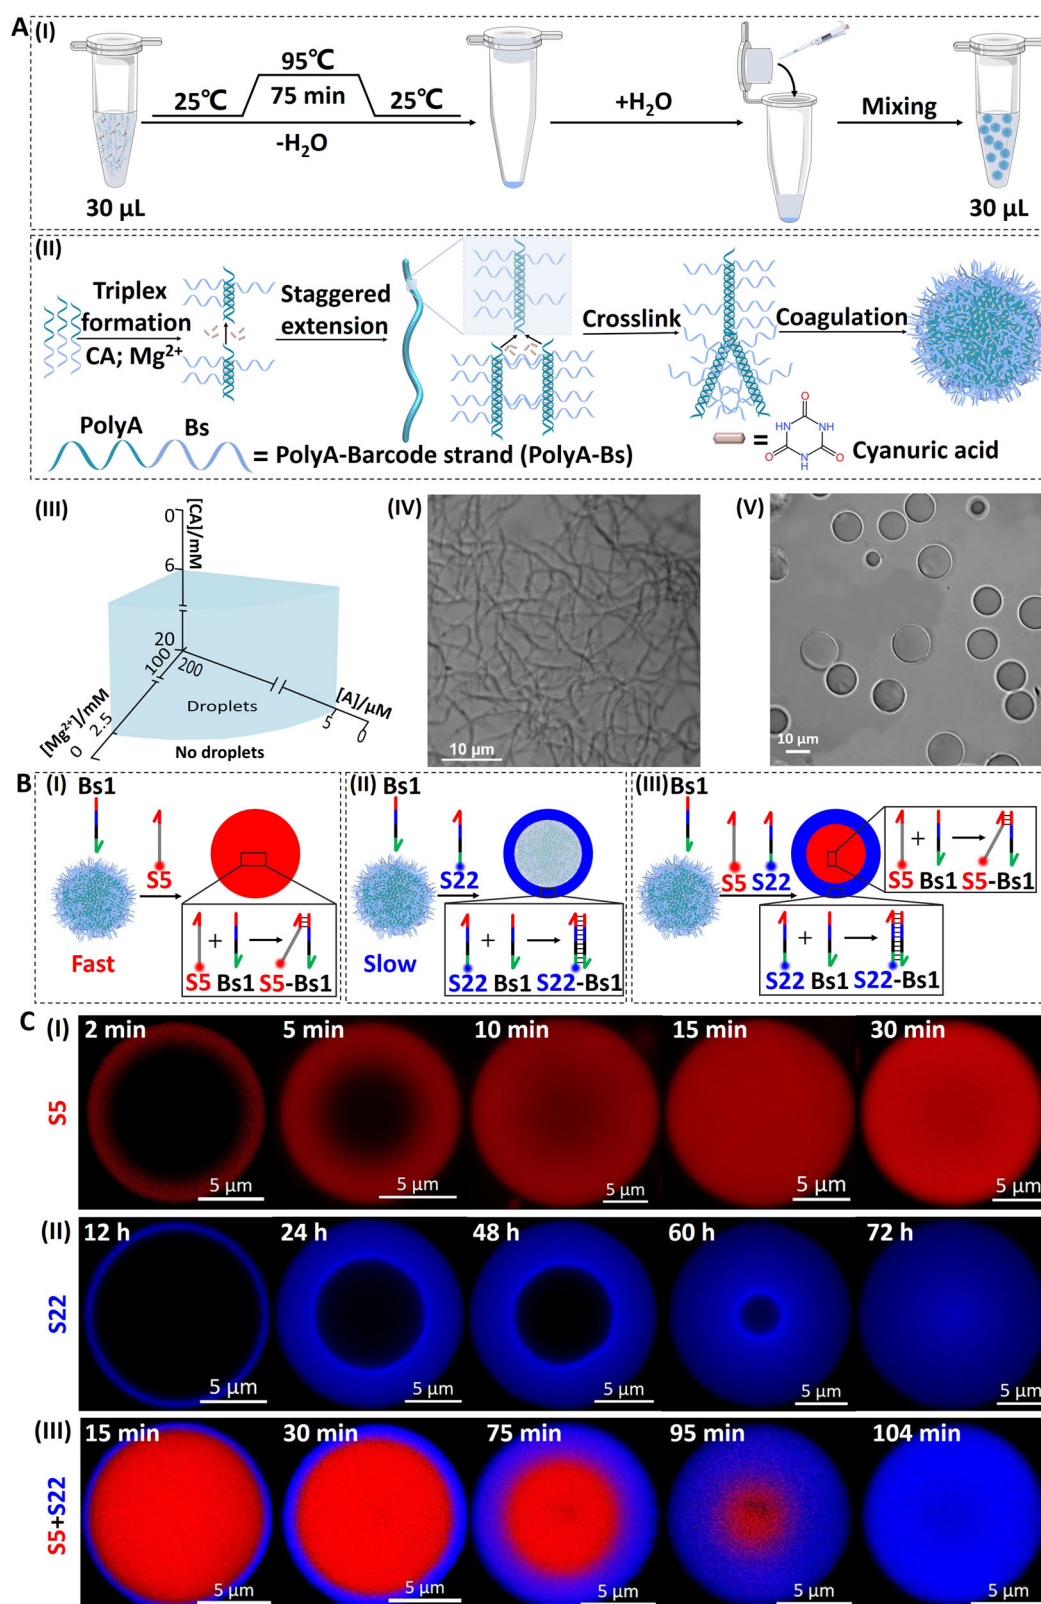 A
(I)
95℃
25℃
75 min
25℃
-H₂O
+H₂O
Mixing
30 μL
30 μL
(II)
Triplex
formation
CA; Mg²⁺
Staggered
extension
Crosslink
Coagulation
PolyA
Bs
= PolyA-Barcode strand (PolyA-Bs)
=
Cyanuric acid
O
NH
HN
O
N
H
O
(III)
0
[CA]/mM
6
20
100
200
[Mg²⁺]/mM
2.5
0
Droplets
[A]/μM
5
0
No droplets
(IV)
10 μm
(V)
10 μm
B
(I)
Bs1
S5
Fast
+
S5 Bs1 S5-Bs1
(II)
Bs1
S22
Slow
+
S22 Bs1 S22-Bs1
(III)
Bs1
S5 S22
+
S5 Bs1 S5-Bs1
+
S22 Bs1 S22-Bs1
C
(I)
S5
2 min
5 min
10 min
15 min
30 min
5 μm
5 μm
5 μm
5 μm
5 μm
(II)
S22
12 h
24 h
48 h
60 h
72 h
5 μm
5 μm
5 μm
5 μm
5 μm
(III)
S5+S22
15 min
30 min
75 min
95 min
104 min
5 μm
5 μm
5 μm
5 μm
5 μm